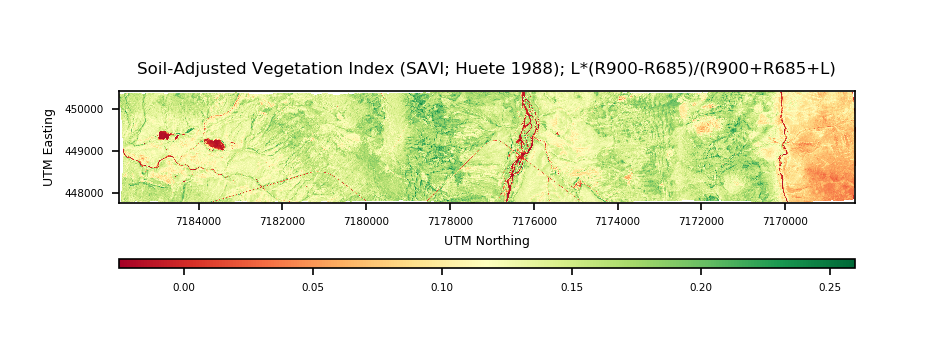 Soil-Adjusted Vegetation Index (SAVI; Huete 1988); L*(R900-R685)/(R900+R685+L)
UTM Easting
450000
449000
448000
7184000 7182000 7180000 7178000 7176000 7174000 7172000 7170000
UTM Northing
0.00 0.05 0.10 0.15 0.20 0.25